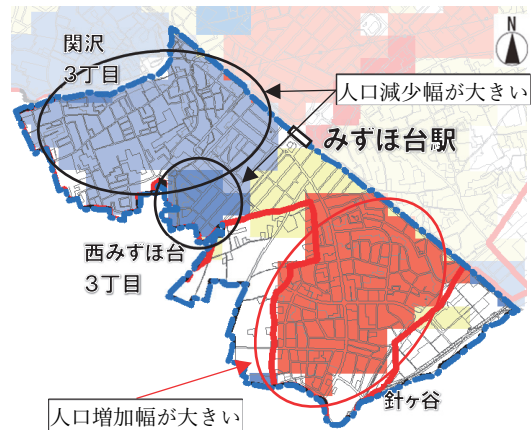 関沢
3丁目
N
人口減少幅が大きい
みずほ台駅
西みずほ台
3丁目
人口増加幅が大きい
針ヶ谷